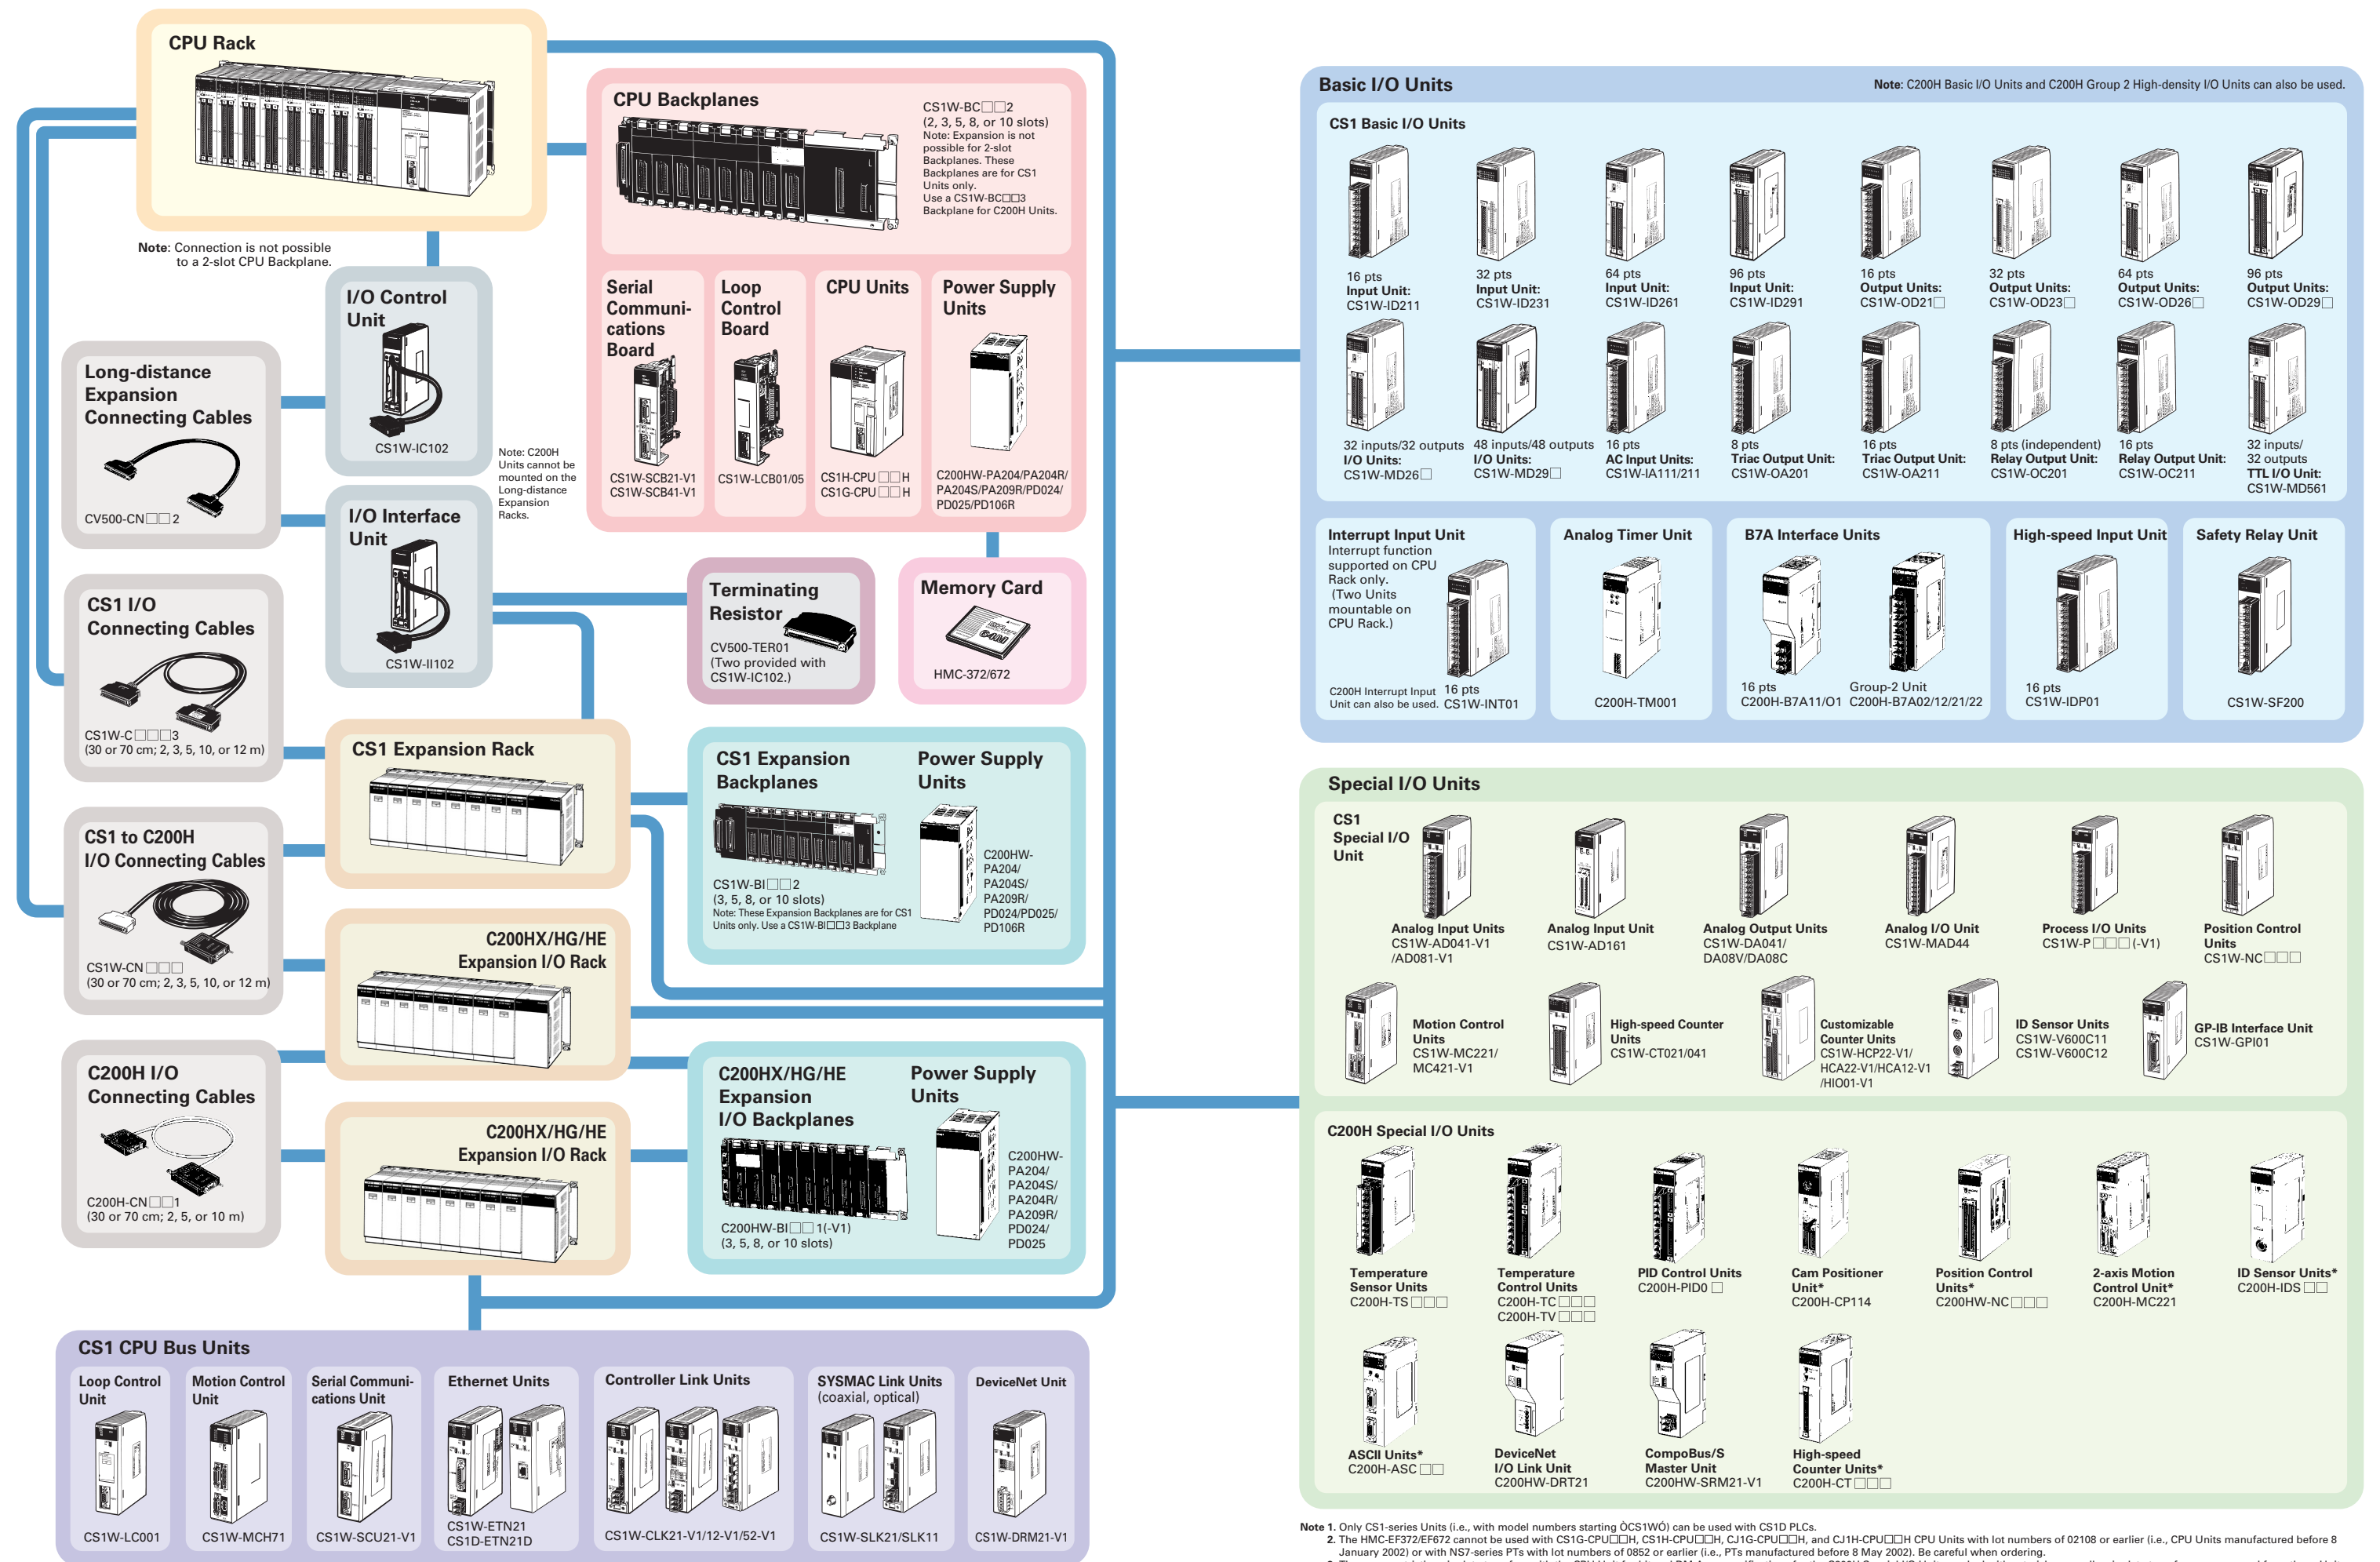 CPU Rack
Note: Connection is not possible
to a 2-slot CPU Backplane.
CPU Backplanes
CS1W-BC□□2
(2, 3, 5, 8, or 10 slots)
Note: Expansion is not
possible for 2-slot
Backplanes. These
Backplanes are for CS1
Units only.
Use a CS1W-BC□□3
Backplane for C200H Units.
Serial
Communi-
cations
Board
CS1W-SCB21-V1
CS1W-SCB41-V1
Loop
Control
Board
CS1W-LCB01/05
CPU Units
CS1H-CPU □□H
CS1G-CPU □□H
Power Supply
Units
C200HW-PA204/PA204R/
PA204S/PA209R/PD024/
PD025/PD106R
I/O Control
Unit
CS1W-IC102
Note: C200H
Units cannot be
mounted on the
Long-distance
Expansion
Racks.
Long-distance
Expansion
Connecting Cables
CV500-CN□□2
I/O Interface
Unit
CS1W-II102
Terminating
Resistor
CV500-TER01
(Two provided with
CS1W-IC102.)
Memory Card
HMC-372/672
CS1 I/O
Connecting Cables
CS1W-C□□□3
(30 or 70 cm; 2, 3, 5, 10, or 12 m)
CS1 Expansion Rack
CS1 Expansion
Backplanes
CS1W-BI□□2
(3, 5, 8, or 10 slots)
Note: These Expansion Backplanes are for CS1
Units only. Use a CS1W-BI□□3 Backplane
Power Supply
Units
C200HW-
PA204/
PA204S/
PA209R/
PD024/PD025/
PD106R
CS1 to C200H
I/O Connecting Cables
CS1W-CN□□□
(30 or 70 cm; 2, 3, 5, 10, or 12 m)
C200HX/HG/HE
Expansion I/O Rack
C200H I/O
Connecting Cables
C200H-CN□□1
(30 or 70 cm; 2, 5, or 10 m)
C200HX/HG/HE
Expansion I/O Rack
C200HX/HG/HE
Expansion
I/O Backplanes
C200HW-BI□□1(-V1)
(3, 5, 8, or 10 slots)
Power Supply
Units
C200HW-
PA204/
PA204S/
PA204R/
PA209R/
PD024/
PD025
CS1 CPU Bus Units
Loop Control
Unit
CS1W-LC001
Motion Control
Unit
CS1W-MCH71
Serial Communi-
cations Unit
CS1W-SCU21-V1
Ethernet Units
CS1W-ETN21
CS1D-ETN21D
Controller Link Units
CS1W-CLK21-V1/12-V1/52-V1
SYSMAC Link Units
(coaxial, optical)
CS1W-SLK21/SLK11
DeviceNet Unit
CS1W-DRM21-V1
Basic I/O Units
Note: C200H Basic I/O Units and C200H Group 2 High-density I/O Units can also be used.
CS1 Basic I/O Units
16 pts
Input Unit:
CS1W-ID211
32 pts
Input Unit:
CS1W-ID231
64 pts
Input Unit:
CS1W-ID261
96 pts
Input Unit:
CS1W-ID291
16 pts
Output Units:
CS1W-OD21□
32 pts
Output Units:
CS1W-OD23□
64 pts
Output Units:
CS1W-OD26□
96 pts
Output Units:
CS1W-OD29□
32 inputs/32 outputs
I/O Units:
CS1W-MD26□
48 inputs/48 outputs
I/O Units:
CS1W-MD29□
16 pts
AC Input Units:
CS1W-IA111/211
8 pts
Triac Output Unit:
CS1W-OA201
16 pts
Triac Output Unit:
CS1W-OA211
8 pts (independent)
Relay Output Unit:
CS1W-OC201
16 pts
Relay Output Unit:
CS1W-OC211
32 inputs/
32 outputs
TTL I/O Unit:
CS1W-MD561
Interrupt Input Unit
Interrupt function
supported on CPU
Rack only.
(Two Units
mountable on
CPU Rack.)
C200H Interrupt Input
Unit can also be used.
16 pts
CS1W-INT01
Analog Timer Unit
C200H-TM001
B7A Interface Units
16 pts
C200H-B7A11/O1
Group-2 Unit
C200H-B7A02/12/21/22
High-speed Input Unit
16 pts
CS1W-IDP01
Safety Relay Unit
CS1W-SF200
Special I/O Units
CS1
Special I/O
Unit
Analog Input Units
CS1W-AD041-V1
/AD081-V1
Analog Input Unit
CS1W-AD161
Analog Output Units
CS1W-DA041/
DA08V/DA08C
Analog I/O Unit
CS1W-MAD44
Process I/O Units
CS1W-P□□□(-V1)
Position Control
Units
CS1W-NC□□□
Motion Control
Units
CS1W-MC221/
MC421-V1
High-speed Counter
Units
CS1W-CT021/041
Customizable
Counter Units
CS1W-HCP22-V1/
HCA22-V1/HCA12-V1
/HIO01-V1
ID Sensor Units
CS1W-V600C11
CS1W-V600C12
GP-IB Interface Unit
CS1W-GPI01
C200H Special I/O Units
Temperature
Sensor Units
C200H-TS□□□
Temperature
Control Units
C200H-TC□□□
C200H-TV□□□
PID Control Units
C200H-PID0□
Cam Positioner
Unit*
C200H-CP114
Position Control
Units*
C200HW-NC□□□
2-axis Motion
Control Unit*
C200H-MC221
ID Sensor Units*
C200H-IDS□□
ASCII Units*
C200H-ASC□□
DeviceNet
I/O Link Unit
C200HW-DRT21
CompoBus/S
Master Unit
C200HW-SRM21-V1
High-speed
Counter Units*
C200H-CT□□□
Note 1. Only CS1-series Units (i.e., with model numbers starting ÒCS1WÓ) can be used with CS1D PLCs.
2. The HMC-EF372/EF672 cannot be used with CS1G-CPU□□H, CS1H-CPU□□H, CJ1G-CPU□□H, and CJ1H-CPU□□H CPU Units with lot numbers of 02108 or earlier (i.e., CPU Units manufactured before 8
January 2002) or with NS7-series PTs with lot numbers of 0852 or earlier (i.e., PTs manufactured before 8 May 2002). Be careful when ordering.